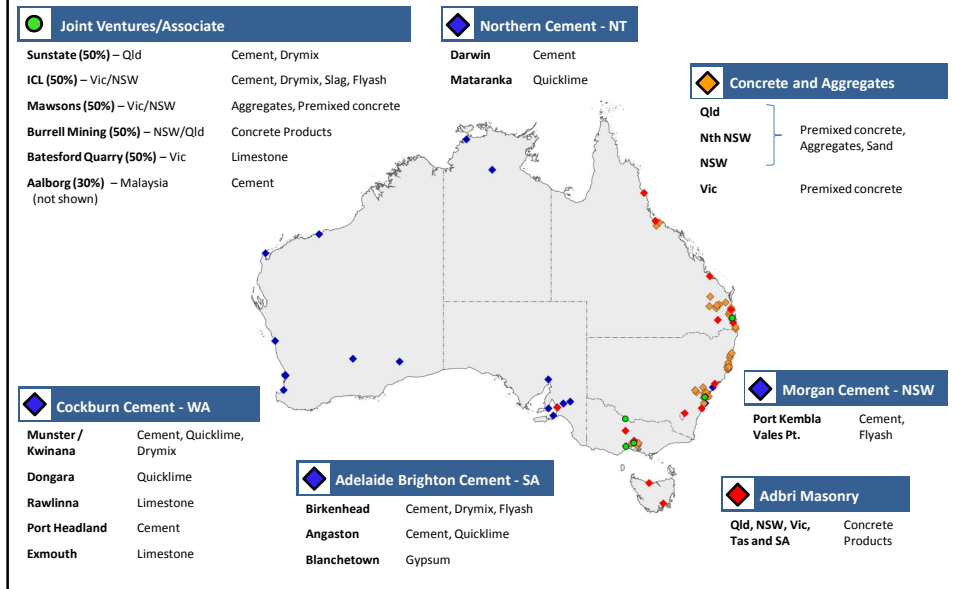 Joint Ventures/Associate
Sunstate (50%) – Qld Cement, Drymix
ICL (50%) – Vic/NSW Cement, Drymix, Slag, Flyash
Mawsons (50%) – Vic/NSW Aggregates, Premixed concrete
Burrell Mining (50%) – NSW/Qld Concrete Products
Batesford Quarry (50%) – Vic Limestone
Aalborg (30%) – Malaysia Cement
(not shown)
Northern Cement - NT
Darwin Cement
Mataranka Quicklime
Concrete and Aggregates
Qld
Nth NSW Premixed concrete,
Aggregates, Sand
NSW
Vic Premixed concrete
Cockburn Cement - WA
Munster / Cement, Quicklime,
Kwinana Drymix
Dongara Quicklime
Rawlinna Limestone
Port Headland Cement
Exmouth Limestone
Adelaide Brighton Cement - SA
Birkenhead Cement, Drymix, Flyash
Angaston Cement, Quicklime
Blanchetown Gypsum
Morgan Cement - NSW
Port Kembla Cement,
Vales Pt. Flyash
Adbri Masonry
Qld, NSW, Vic, Concrete
Tas and SA Products